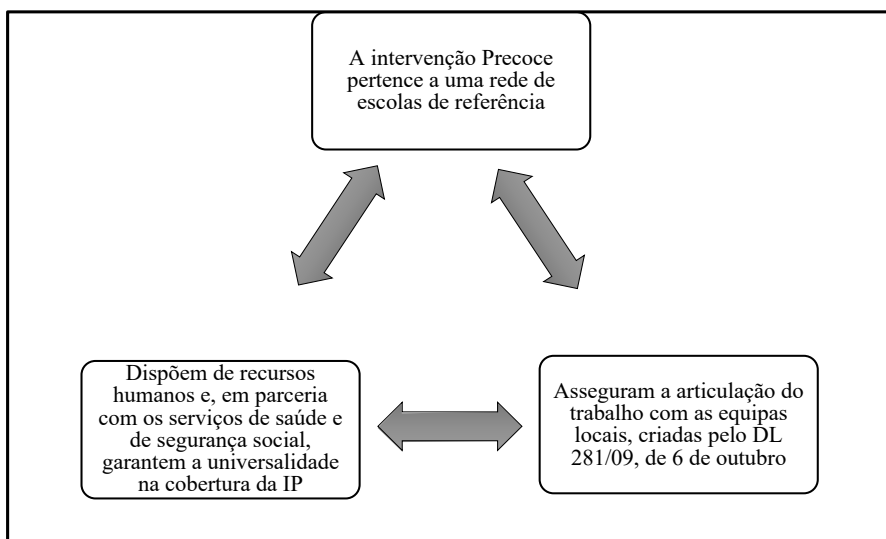 A intervenção Precoce
pertence a uma rede de
escolas de referência
Dispõem de recursos
humanos e, em parceria
com os serviços de saúde e
de segurança social,
garantem a universalidade
na cobertura da IP
Asseguram a articulação do
trabalho com as equipas
locais, criadas pelo DL
281/09, de 6 de outubro